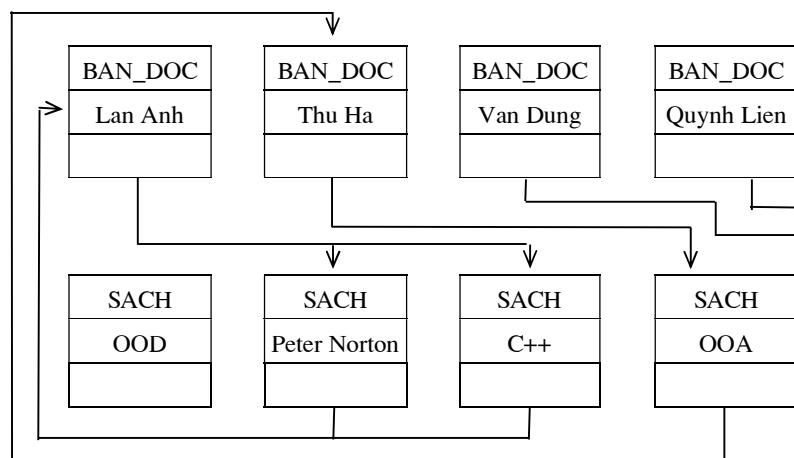 BAN_DOC BAN_DOC BAN_DOC BAN_DOC
Lan Anh Thu Ha Van Dung Quynh Lien
SACH SACH SACH SACH
OOD Peter Norton C++ OOA